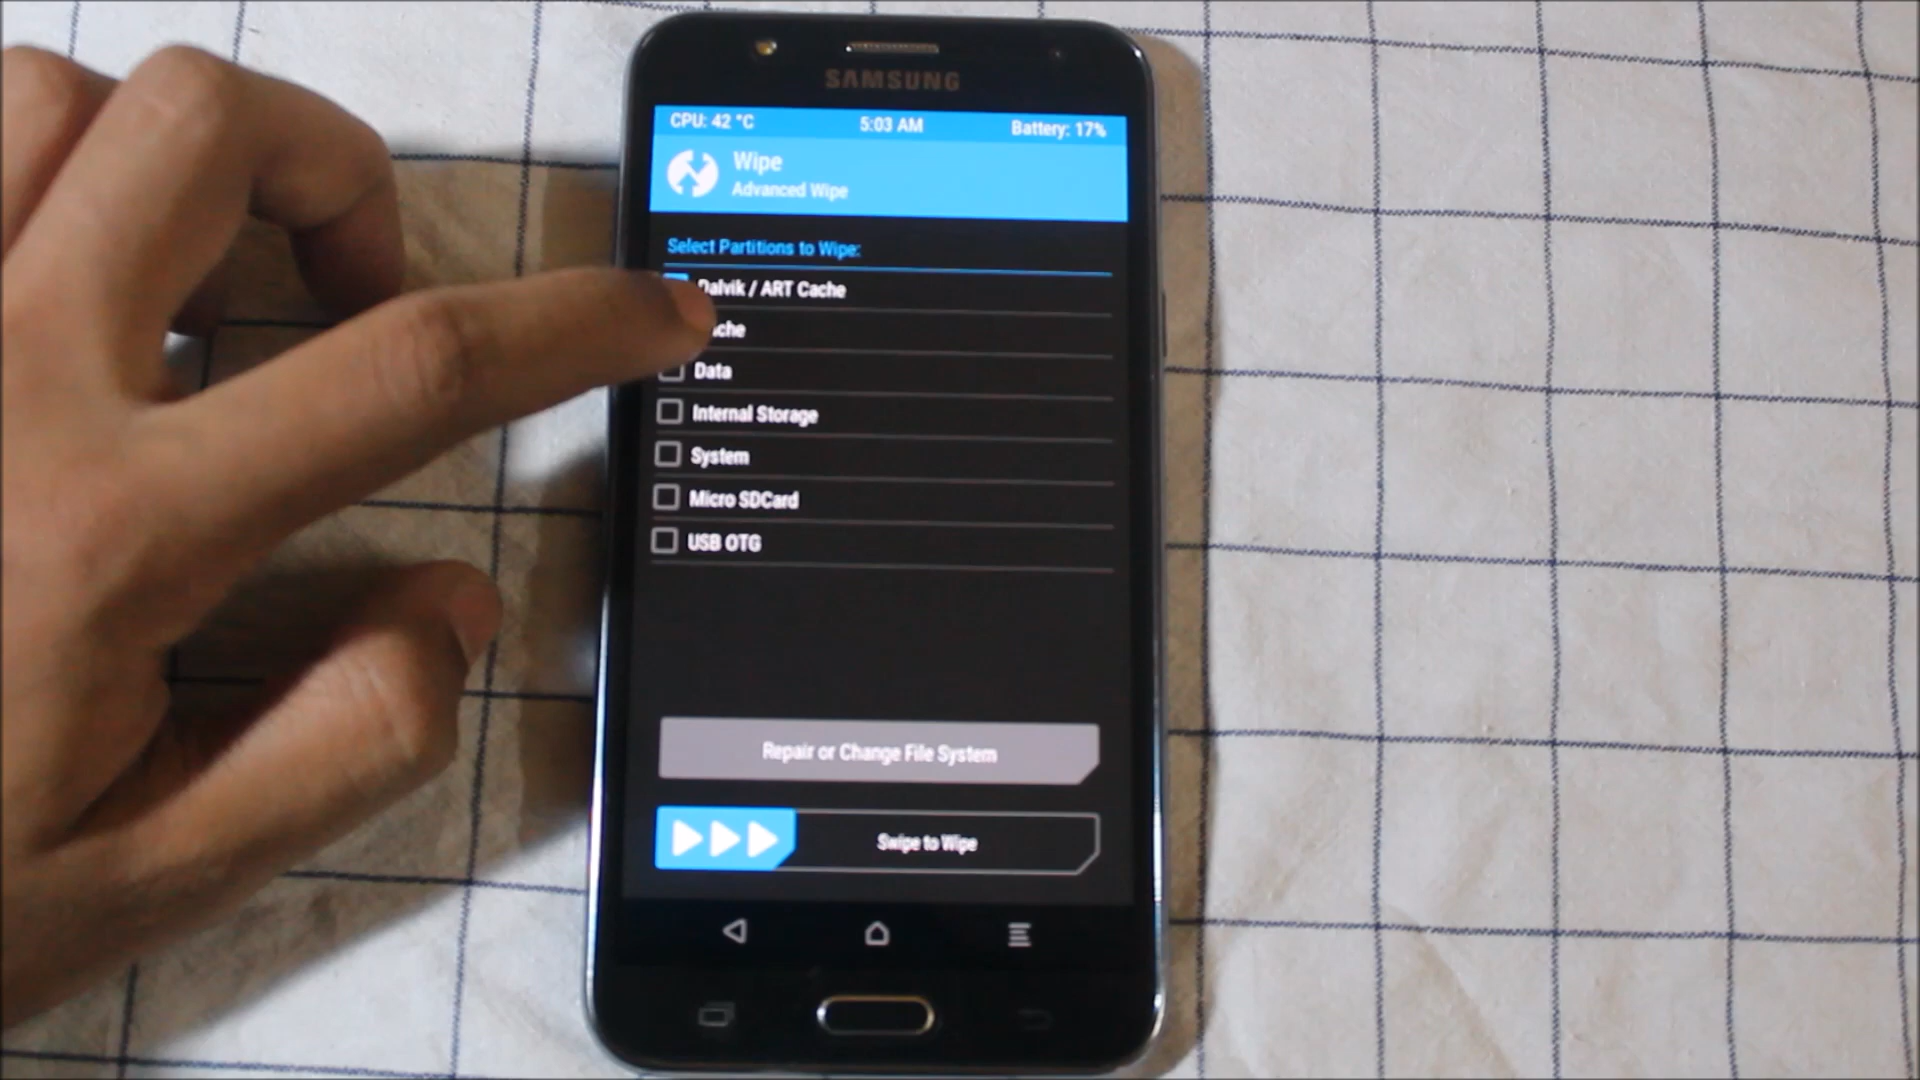 SAMSUNG
CPU: 42 °C 5:03 AM Battery: 17%
Wipe
Advanced Wipe
Select Partitions to Wipe:
Dalvik / ART Cache
che
Data
Internal Storage
System
Micro SDCard
USB OTG
Repair or Change File System
Swipe to Wipe